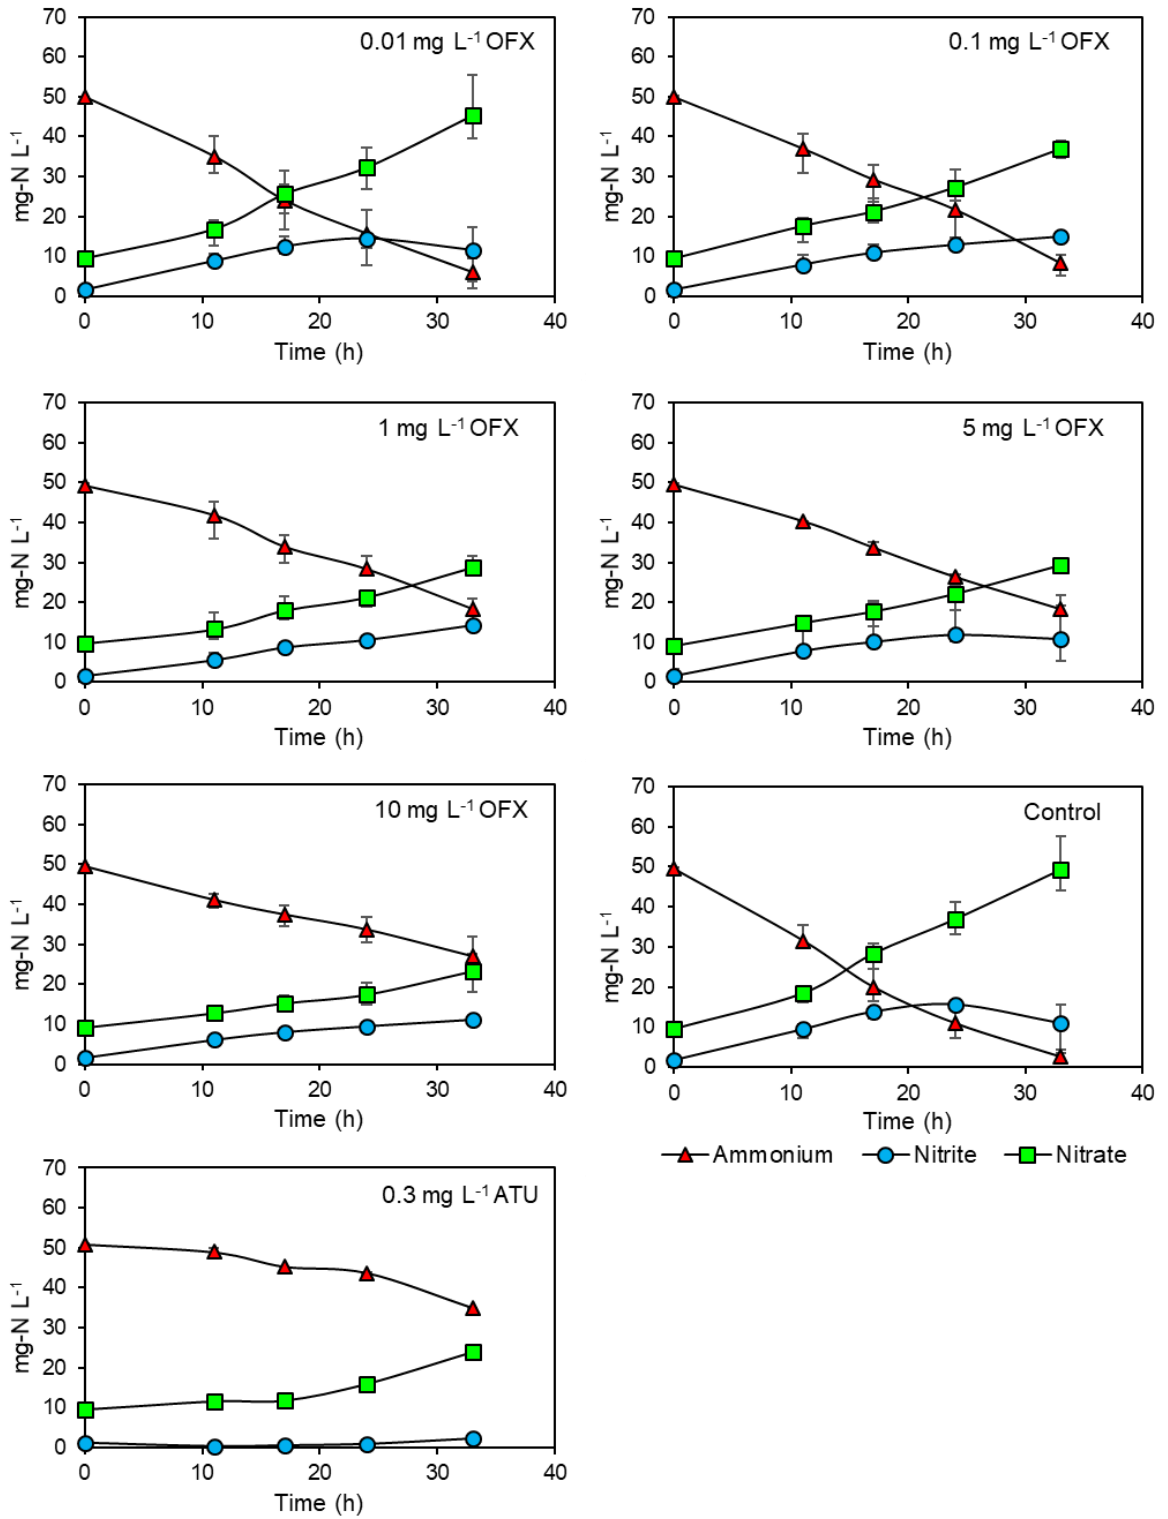 70
60
50
40
30
20
10
0
mg-N L⁻¹
0.01 mg L⁻¹ OFX
0 10 20 30 40
Time (h)
70
60
50
40
30
20
10
0
mg-N L⁻¹
0.1 mg L⁻¹ OFX
0 10 20 30 40
Time (h)
70
60
50
40
30
20
10
0
mg-N L⁻¹
1 mg L⁻¹ OFX
0 10 20 30 40
Time (h)
70
60
50
40
30
20
10
0
mg-N L⁻¹
5 mg L⁻¹ OFX
0 10 20 30 40
Time (h)
70
60
50
40
30
20
10
0
mg-N L⁻¹
10 mg L⁻¹ OFX
0 10 20 30 40
Time (h)
70
60
50
40
30
20
10
0
mg-N L⁻¹
Control
0 10 20 30 40
Time (h)
Ammonium Nitrite Nitrate
70
60
50
40
30
20
10
0
mg-N L⁻¹
0.3 mg L⁻¹ ATU
0 10 20 30 40
Time (h)